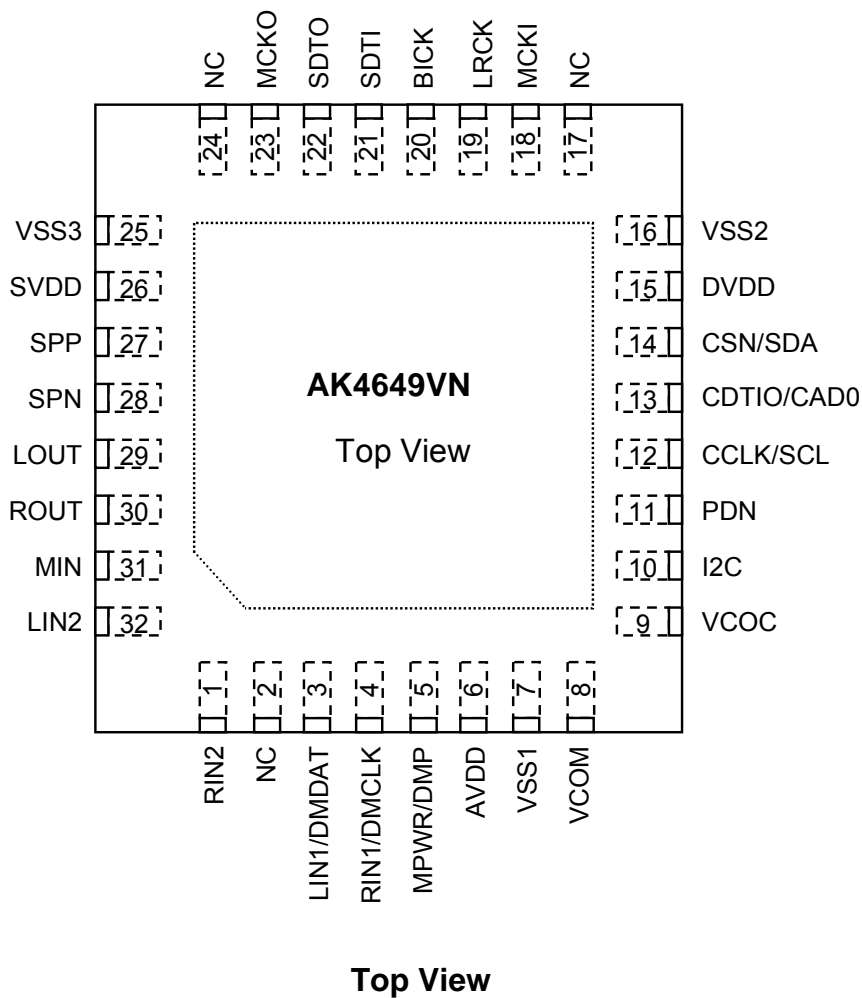 NC
MCKO
SDTO
SDTI
BICK
LRCK
MCKI
NC
24
23
22
21
20
19
18
17
VSS3 25
16 VSS2
SVDD 26
15 DVDD
SPP 27
14 CSN/SDA
SPN 28
13 CDTIO/CAD0
LOUT 29
12 CCLK/SCL
ROUT 30
11 PDN
MIN 31
10 I2C
LIN2 32
9 VCOC
AK4649VN
Top View
1
2
3
4
5
6
7
8
RIN2
NC
LIN1/DMDAT
RIN1/DMCLK
MPWR/DMP
AVDD
VSS1
VCOM
Top View